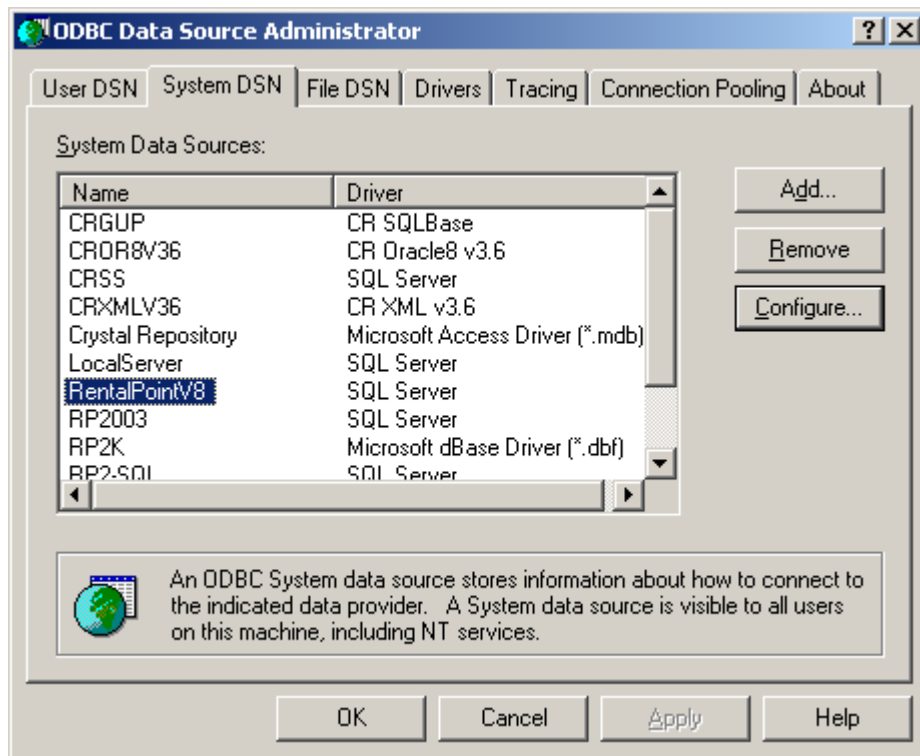 ODBC Data Source Administrator
User DSN System DSN File DSN Drivers Tracing Connection Pooling About
System Data Sources:
Name Driver
Add...
CRGUP CR SQLBase
CROR8V36 CR Oracle8 v3.6
Remove
CRSS SQL Server
CRXMLV36 CR XML v3.6
Configure...
Crystal Repository Microsoft Access Driver (*.mdb)
LocalServer SQL Server
RentalPointV8 SQL Server
RP2003 SQL Server
RP2K Microsoft dBase Driver (*.dbf)
RP2-SQL SQL Server
An ODBC System data source stores information about how to connect to
the indicated data provider. A System data source is visible to all users
on this machine, including NT services.
OK Cancel Apply Help